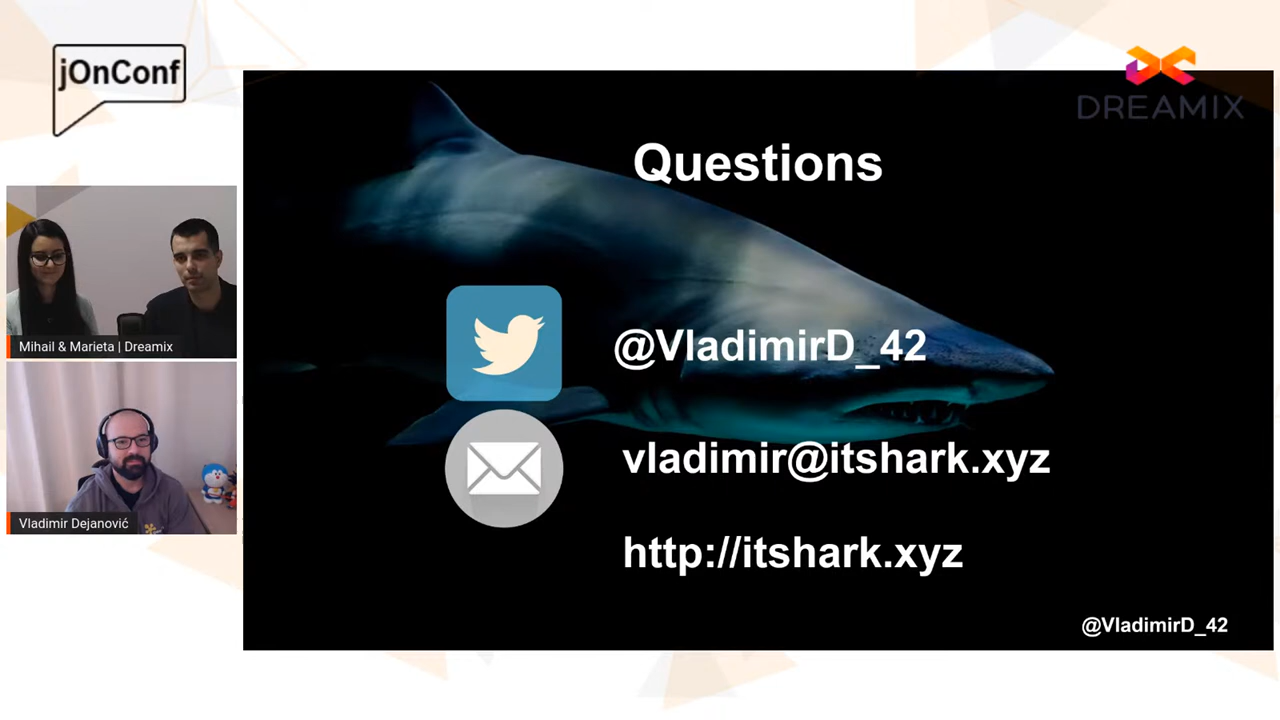 jOnConf
DREAMIX
Questions
@VladimirD_42
vladimir@itshark.xyz
http://itshark.xyz
@VladimirD_42
Mihail & Marieta | Dreamix
Vladimir Dejanović